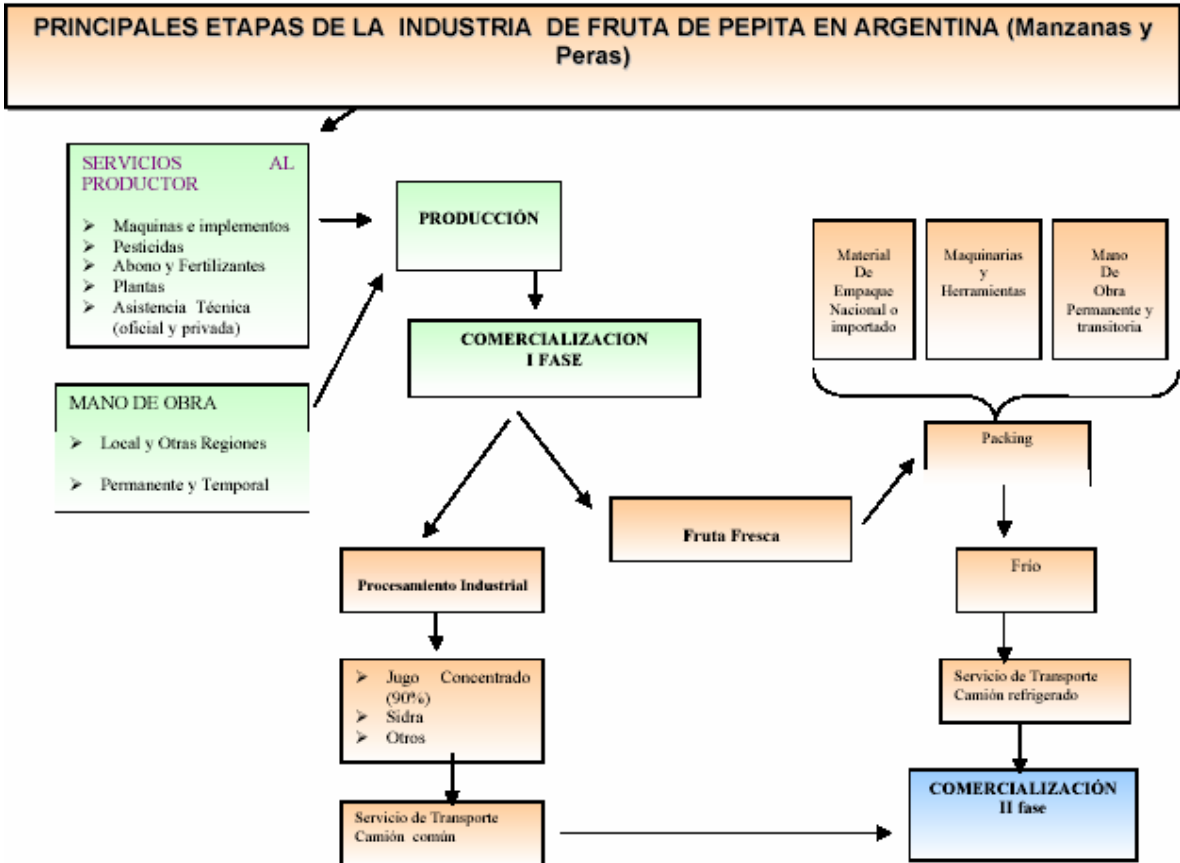 PRINCIPALES ETAPAS DE LA INDUSTRIA DE FRUTA DE PEPITA EN ARGENTINA (Manzanas y
Peras)
SERVICIOS AL
PRODUCTOR
➢ Maquinas e implementos
➢ Pesticidas
➢ Abono y Fertilizantes
➢ Plantas
➢ Asistencia Técnica
(oficial y privada)
MANO DE OBRA
➢ Local y Otras Regiones
➢ Permanente y Temporal
PRODUCCIÓN
COMERCIALIZACION
I FASE
Procesamiento Industrial
➢ Jugo Concentrado
(90%)
➢ Sidra
➢ Otros
Servicio de Transporte
Camión común
Fruta Fresca
Material
De
Empaque
Nacional o
importado
Maquinarias
y
Herramientas
Mano
De
Obra
Permanente y
transitoria
Packing
Frío
Servicio de Transporte
Camión refrigerado
COMERCIALIZACIÓN
II fase